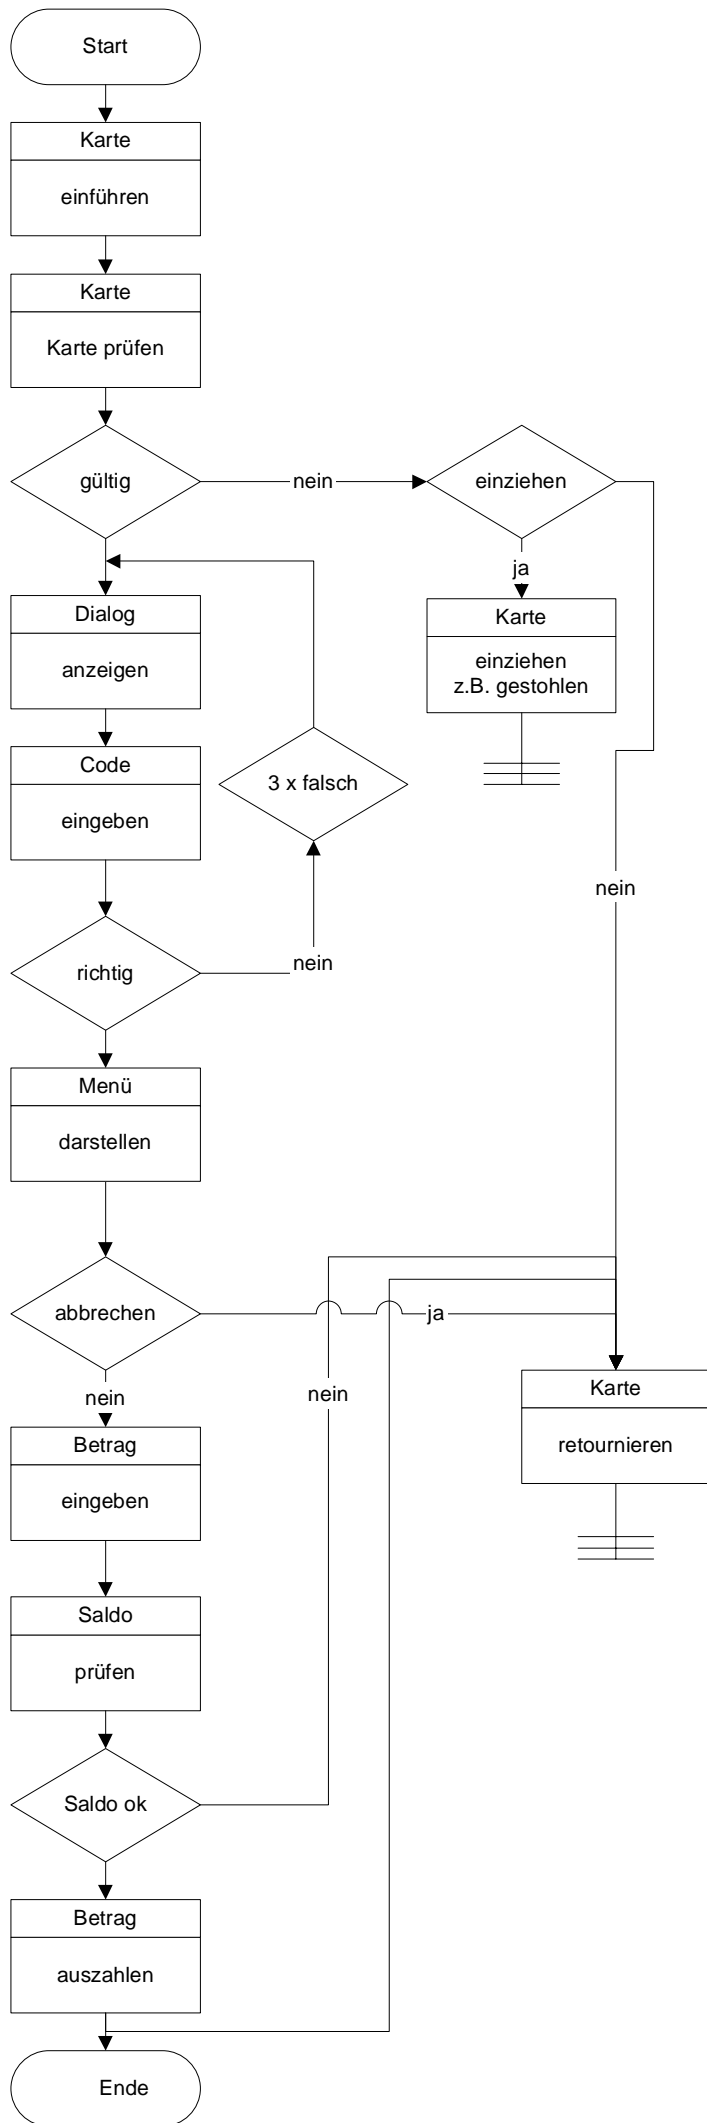 Start
Karte
einführen
Karte
Karte prüfen
gültig
nein
einziehen
ja
Dialog
anzeigen
Karte
einziehen
z.B. gestohlen
Code
eingeben
3 x falsch
nein
richtig
nein
Menü
darstellen
abbrechen
ja
nein
nein
Karte
retournieren
Betrag
eingeben
Saldo
prüfen
Saldo ok
Betrag
auszahlen
Ende